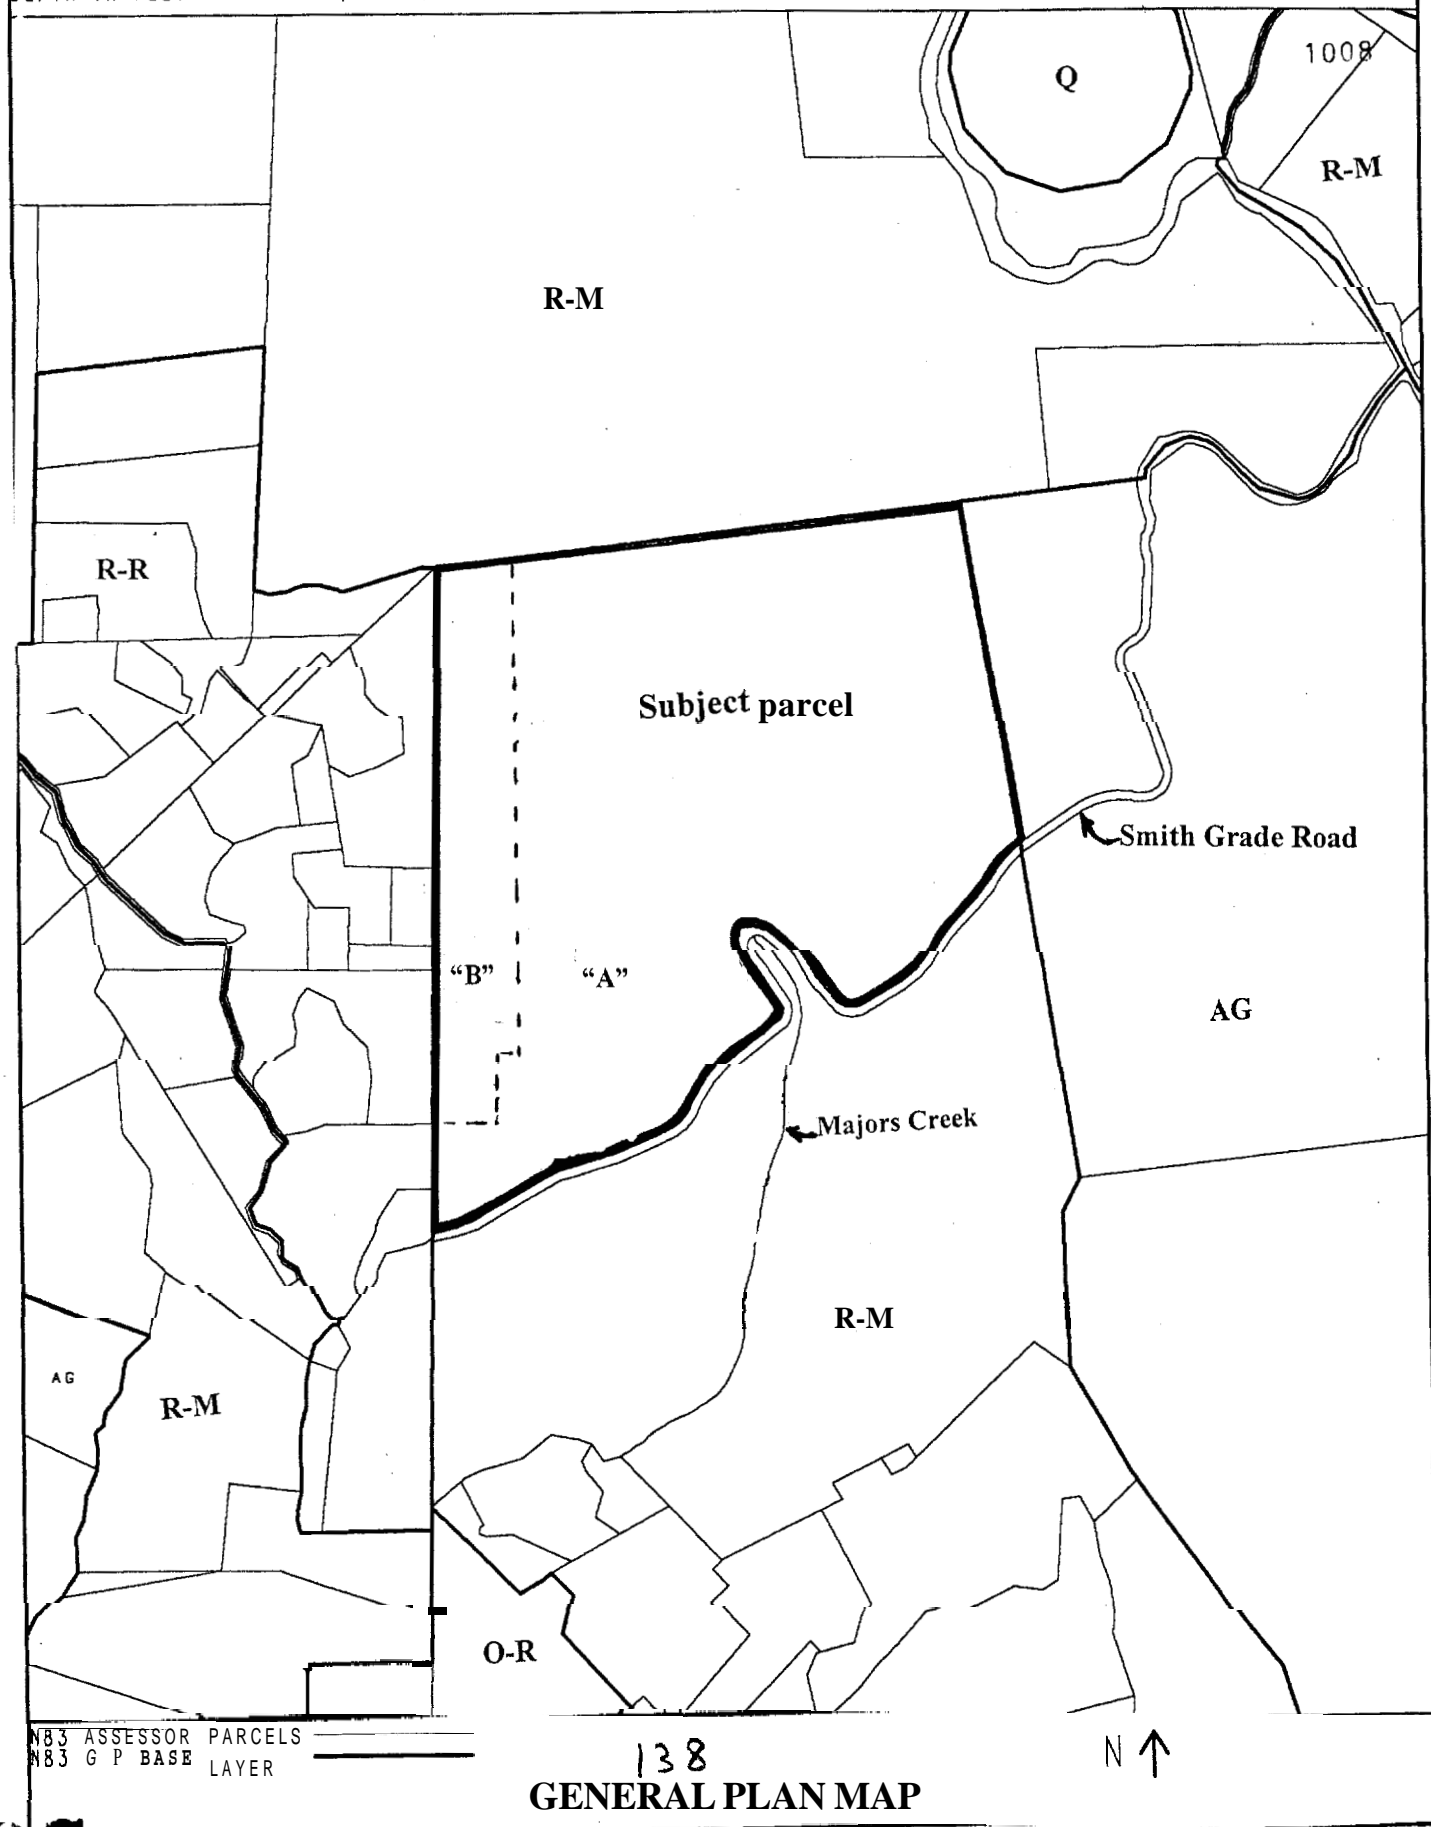 Q
1008
R-M
R-M
R-R
Subject parcel
Smith Grade Road
"B"
"A"
AG
Majors Creek
R-M
AG
R-M
O-R
N83 ASSESSOR PARCELS
N83 G P BASE LAYER
138
N
GENERAL PLAN MAP